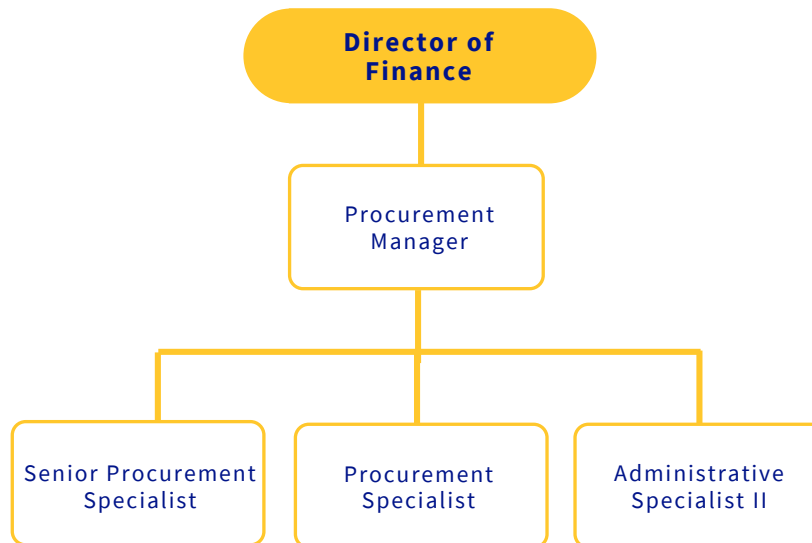 Director of
Finance
Procurement
Manager
Senior Procurement
Specialist
Procurement
Specialist
Administrative
Specialist II